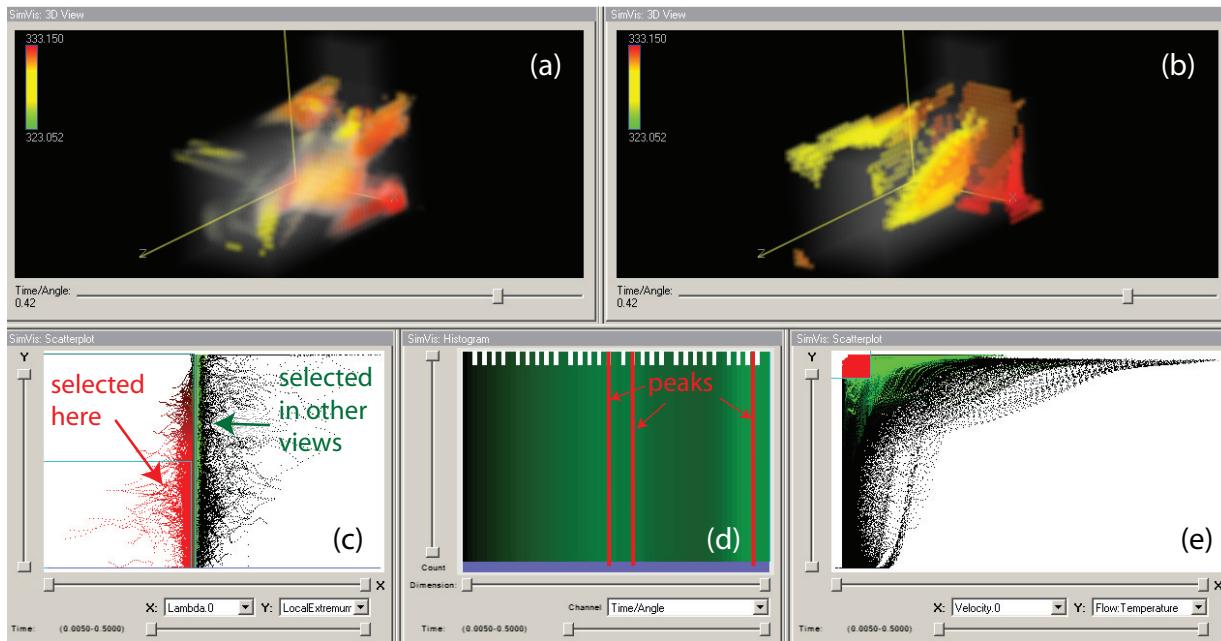 SimVis: 3D View
333.150
323.052
(a)
Z
X
Time/Angle:
0.42
SimVis: 3D View
333.150
323.052
(b)
Z
X
Time/Angle:
0.42
SimVis: Scatterplot
Y
selected
here
selected
in other
views
(c)
X
X: Lambda.0 Y: LocalExtremum
Time: (0.0050-0.5000)
SimVis: Histogram
peaks
(d)
Count
Dimension:
Channel Time/Angle
Time: (0.0050-0.5000)
SimVis: Scatterplot
Y
(e)
X
X: Velocity.0 Y: Flow:Temperature
Time: (0.0050-0.5000)